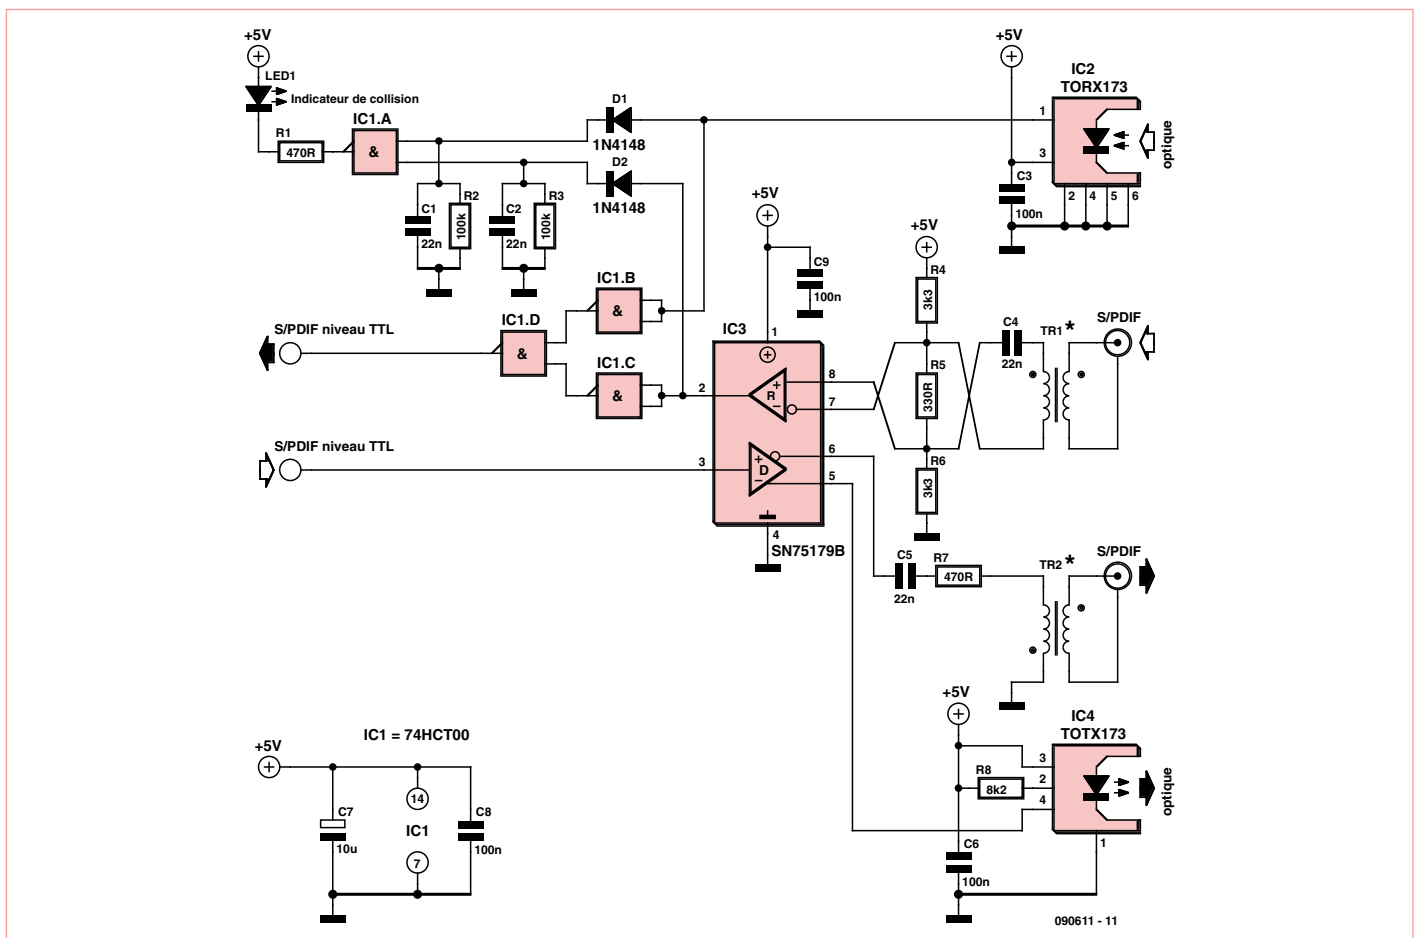 +5V
LED1
Indicateur de collision
R1
470R
IC1.A
&
D1
1N4148
D2
1N4148
+5V
IC2
TORX173
1
3
2
4
5
6
optique
C3
100n
C1
22n
R2
100k
C2
22n
R3
100k
+5V
C9
100n
IC1.B
&
IC1.C
&
IC1.D
&
S/PDIF niveau TTL
S/PDIF niveau TTL
IC3
1
2
3
4
5
6
7
8
R
+
−
D
+
−
SN75179B
+5V
R4
3k3
R5
330R
R6
3k3
C4
22n
TR1 *
S/PDIF
C5
22n
R7
470R
TR2 *
S/PDIF
+5V
IC4
TOTX173
3
2
4
1
R8
8k2
optique
C6
100n
IC1 = 74HCT00
+5V
C7
10u
14
IC1
7
C8
100n
090611 - 11